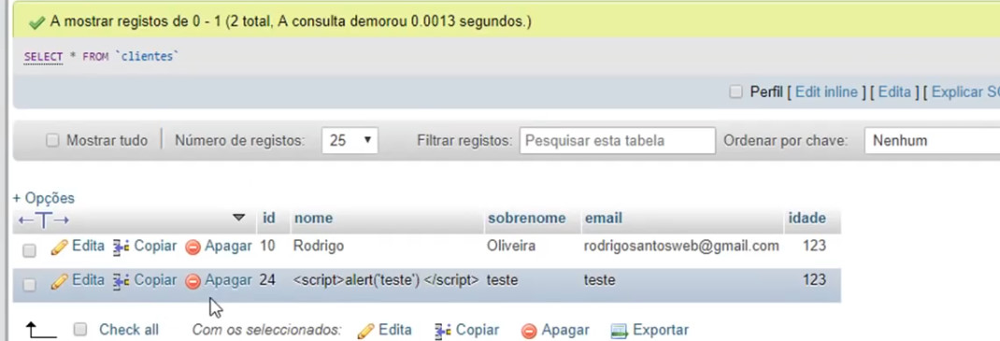 A mostrar registos de 0 - 1 (2 total, A consulta demorou 0.0013 segundos.)
SELECT * FROM `clientes`
Perfil [ Edit inline ] [ Edita ] [ Explicar
Mostrar tudo Número de registos: 25 Filtrar registos: Pesquisar esta tabela Ordenar por chave: Nenhum
+ Opções
←T→ id nome sobrenome email idade
Edita Copiar Apagar 10 Rodrigo Oliveira rodrigosantosweb@gmail.com 123
Edita Copiar Apagar 24 <script>alert('teste') </script> teste teste 123
Check all Com os seleccionados: Edita Copiar Apagar Exportar